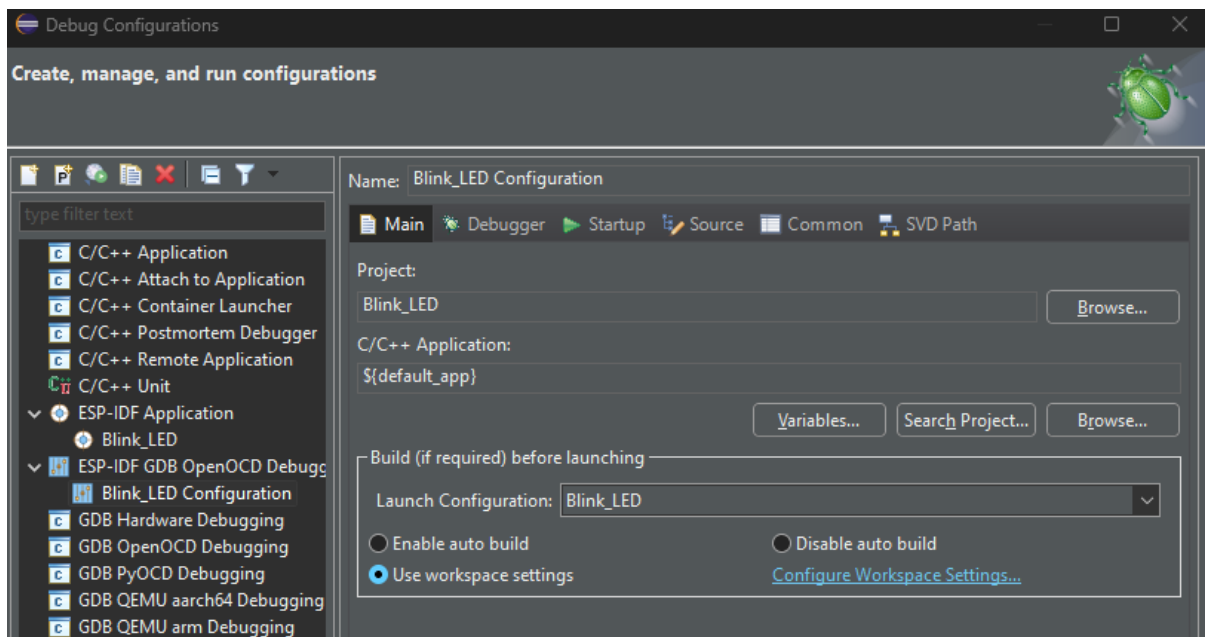 Debug Configurations
Create, manage, and run configurations
type filter text
C/C++ Application
C/C++ Attach to Application
C/C++ Container Launcher
C/C++ Postmortem Debugger
C/C++ Remote Application
C/C++ Unit
ESP-IDF Application
Blink_LED
ESP-IDF GDB OpenOCD Debugg
Blink_LED Configuration
GDB Hardware Debugging
GDB OpenOCD Debugging
GDB PyOCD Debugging
GDB QEMU aarch64 Debugging
GDB QEMU arm Debugging
Name: Blink_LED Configuration
Main Debugger Startup Source Common SVD Path
Project:
Blink_LED Browse...
C/C++ Application:
${default_app}
Variables... Search Project... Browse...
Build (if required) before launching
Launch Configuration: Blink_LED
Enable auto build Disable auto build
Use workspace settings Configure Workspace Settings...